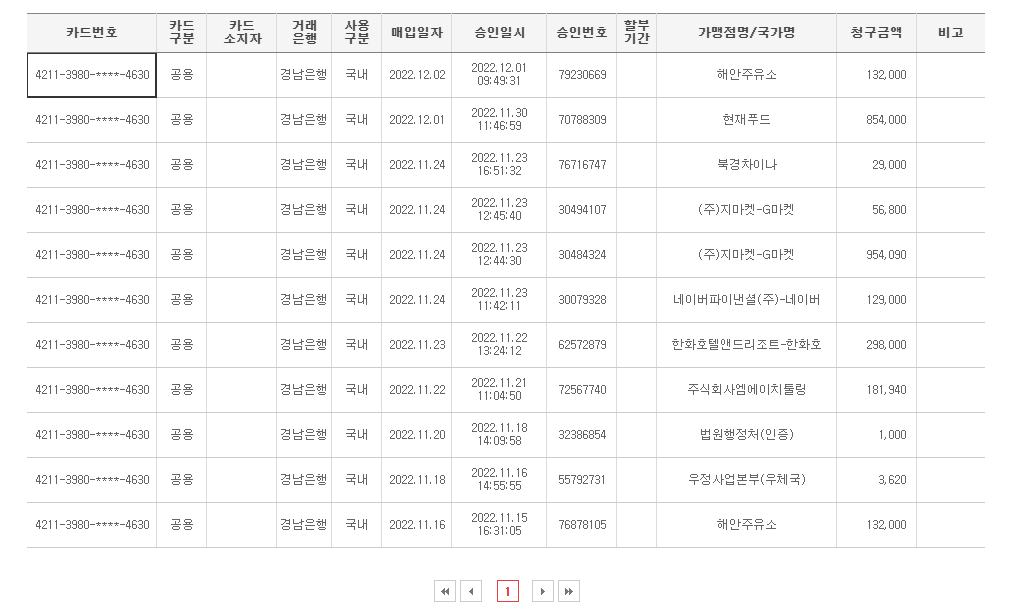 카드번호 카드 구분 카드 소지자 거래 은행 사용 구분 매입일자 승인일시 승인번호 할부 기간 가맹점명/국가명 청구금액 비고
4211-3980-****-4630 공용 경남은행 국내 2022.12.02 2022.12.01 09:49:31 79230669 해안주유소 132,000
4211-3980-****-4630 공용 경남은행 국내 2022.12.01 2022.11.30 11:46:59 70788309 현재푸드 854,000
4211-3980-****-4630 공용 경남은행 국내 2022.11.24 2022.11.23 16:51:32 76716747 북경차이나 29,000
4211-3980-****-4630 공용 경남은행 국내 2022.11.24 2022.11.23 12:45:40 30494107 (주)지마켓-G마켓 56,800
4211-3980-****-4630 공용 경남은행 국내 2022.11.24 2022.11.23 12:44:30 30484324 (주)지마켓-G마켓 954,090
4211-3980-****-4630 공용 경남은행 국내 2022.11.24 2022.11.23 11:42:11 30079328 네이버파이낸셜(주)-네이버 129,000
4211-3980-****-4630 공용 경남은행 국내 2022.11.23 2022.11.22 13:24:12 62572879 한화호텔앤드리조트-한화호 298,000
4211-3980-****-4630 공용 경남은행 국내 2022.11.22 2022.11.21 11:04:50 72567740 주식회사엠에이치툴링 181,940
4211-3980-****-4630 공용 경남은행 국내 2022.11.20 2022.11.18 14:09:58 32386854 법원행정처(인증) 1,000
4211-3980-****-4630 공용 경남은행 국내 2022.11.18 2022.11.16 14:55:55 55792731 우정사업본부(우체국) 3,620
4211-3980-****-4630 공용 경남은행 국내 2022.11.16 2022.11.15 16:31:05 76878105 해안주유소 132,000
1